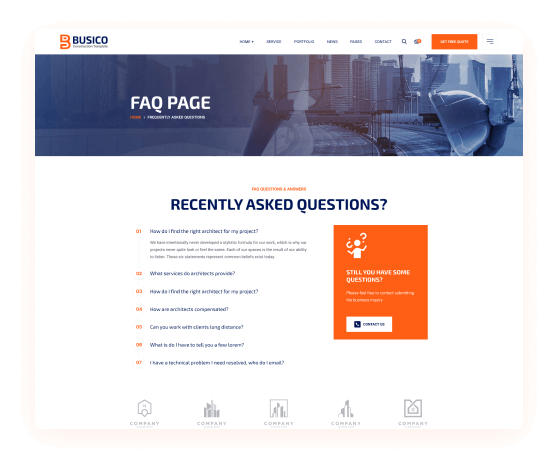 BUSICO
Construction Template
HOME
SERVICE
PORTFOLIO
NEWS
PAGES
CONTACT
GET FREE QUOTE
FAQ PAGE
HOME
FREQUENTLY ASKED QUESTIONS
FAQ QUESTIONS & ANSWERS
RECENTLY ASKED QUESTIONS?
01 How do I find the right architect for my project?
We have intentionally never developed a stylistic formula for our work, which is why our
projects never quite look or feel the same. Each of our spaces is the result of our ability
to listen. These six statements represent common beliefs exist today.
02 What services do architects provide?
03 How do I find the right architect for my project?
04 How are architects compensated?
05 Can you work with clients long distance?
06 What is do I have to tell you a few lorem?
07 I have a technical problem I need resolved, who do I email?
STILL YOU HAVE SOME
QUESTIONS?
Please feel free to contact submitting
the business inquiry
CONTACT US
COMPANY
COMPANY
COMPANY
COMPANY
COMPANY